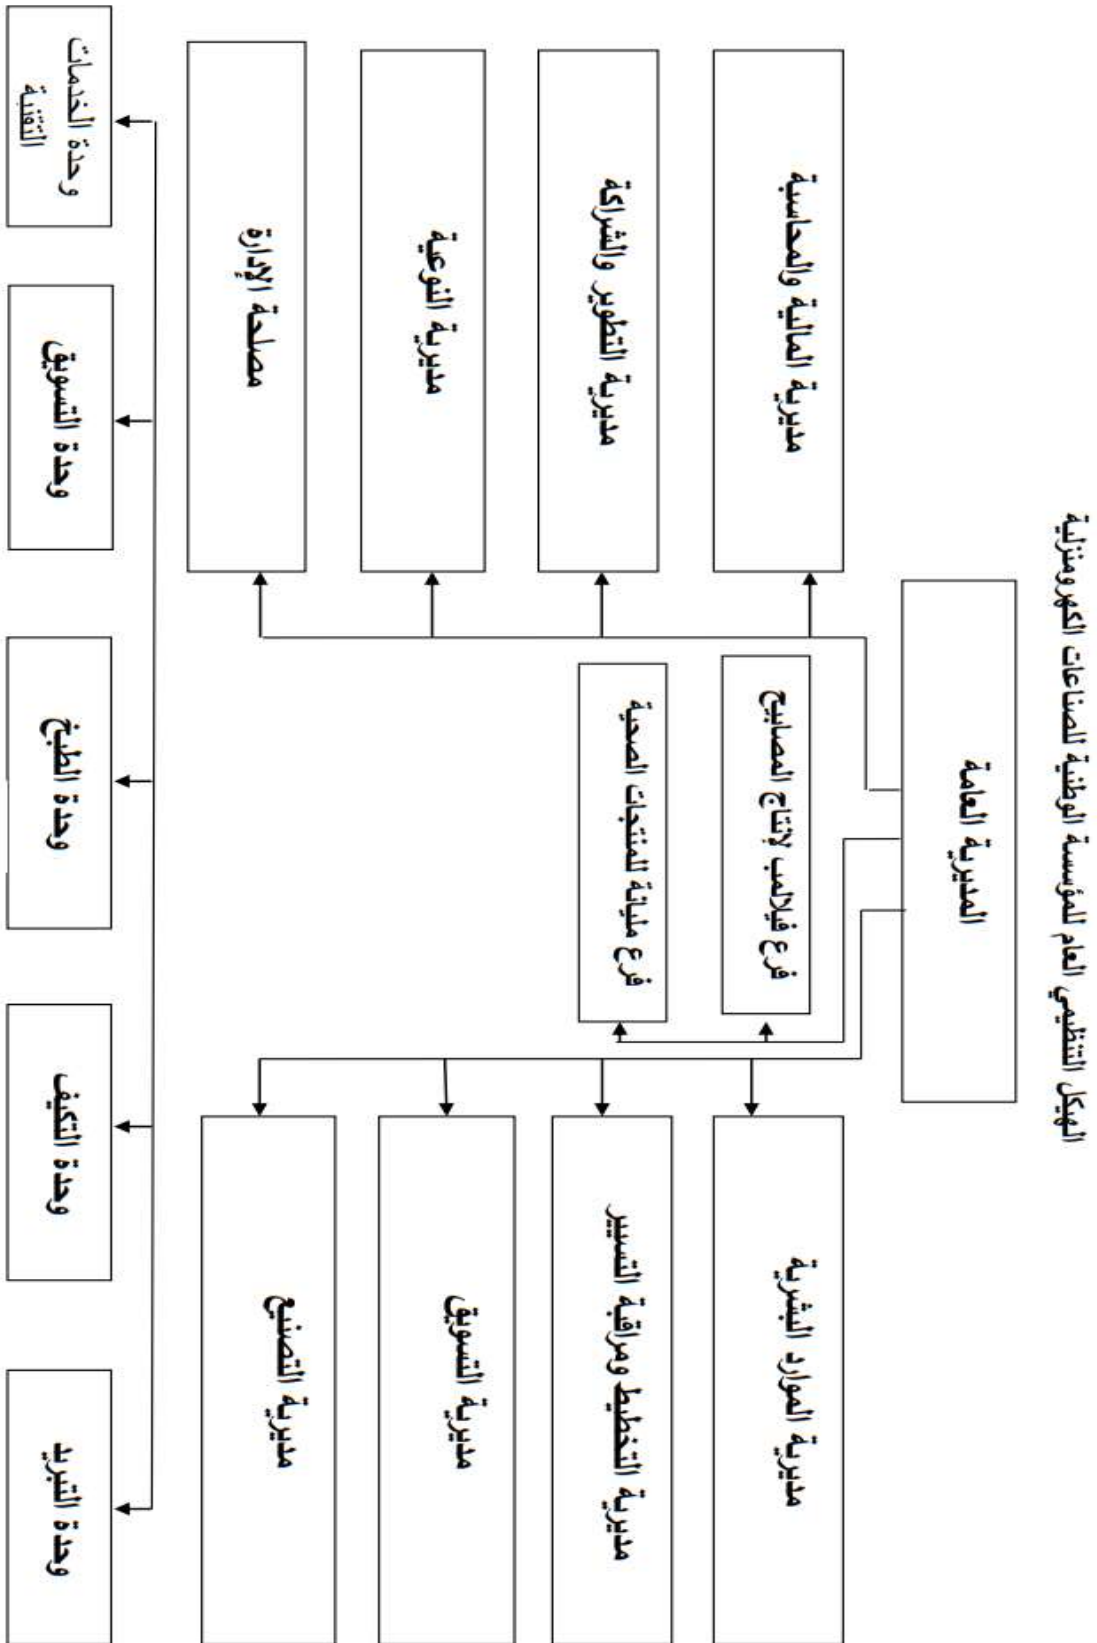 الهيكل التنظيمي العام للمؤسسة الوطنية للصناعات الكهرومنزلية
المديرية العامة
مديرية الموارد البشرية
مديرية التخطيط ومراقبة التسيير
مديرية التسويق
مديرية التصنيع
فرع فيلالمب لإنتاج المصابيح
فرع مليانة للمنتجات الصحية
مديرية المالية والمحاسبة
مديرية التطوير والشراكة
مديرية النوعية
مصلحة الإدارة
وحدة التبريد
وحدة التكيف
وحدة الطبخ
وحدة التسويق
وحدة الخدمات
التقنية